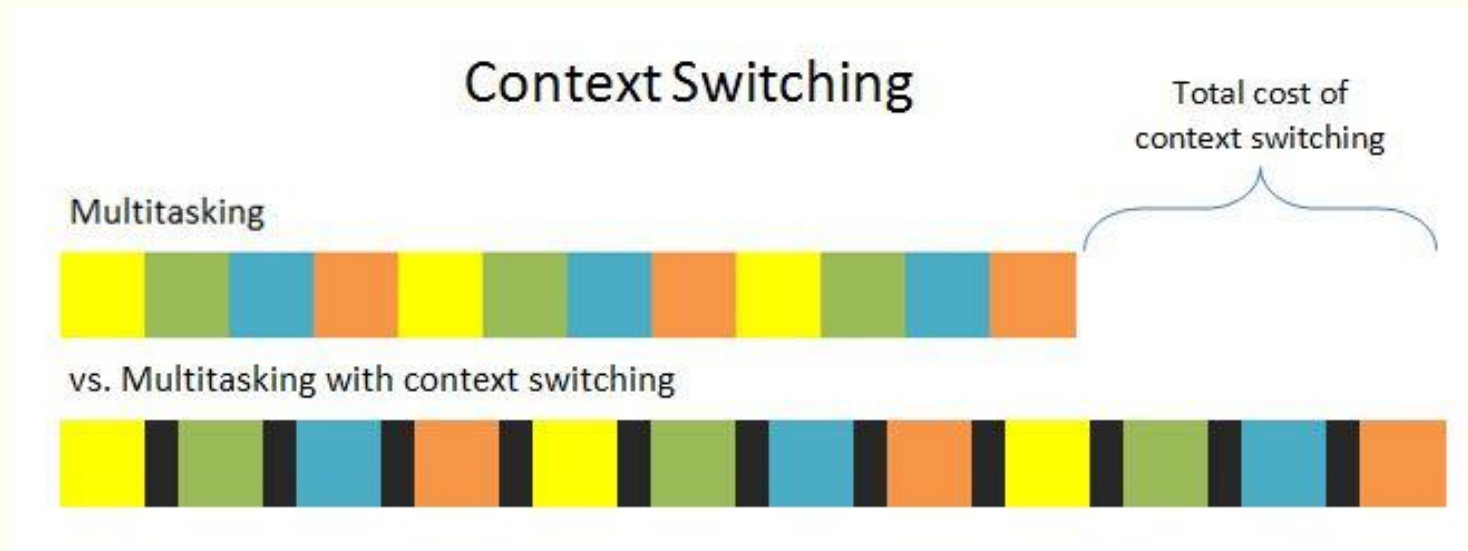 Context Switching
Total cost of
context switching
Multitasking
vs. Multitasking with context switching